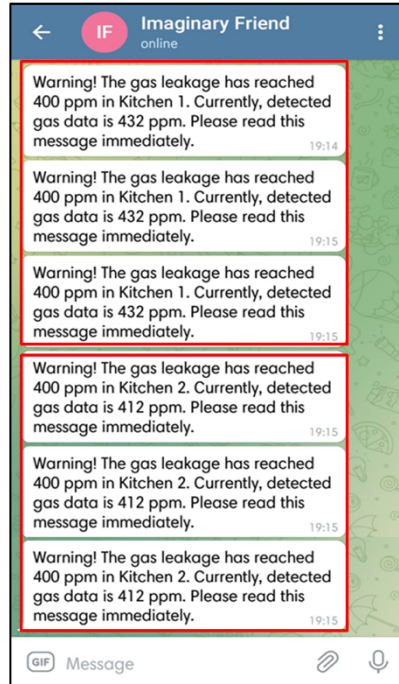 IF
Imaginary Friend
online
Warning! The gas leakage has reached
400 ppm in Kitchen 1. Currently, detected
gas data is 432 ppm. Please read this
message immediately.
19:14
Warning! The gas leakage has reached
400 ppm in Kitchen 1. Currently, detected
gas data is 432 ppm. Please read this
message immediately.
19:15
Warning! The gas leakage has reached
400 ppm in Kitchen 1. Currently, detected
gas data is 432 ppm. Please read this
message immediately.
19:15
Warning! The gas leakage has reached
400 ppm in Kitchen 2. Currently, detected
gas data is 412 ppm. Please read this
message immediately.
19:15
Warning! The gas leakage has reached
400 ppm in Kitchen 2. Currently, detected
gas data is 412 ppm. Please read this
message immediately.
19:15
Warning! The gas leakage has reached
400 ppm in Kitchen 2. Currently, detected
gas data is 412 ppm. Please read this
message immediately.
19:15
GIF
Message